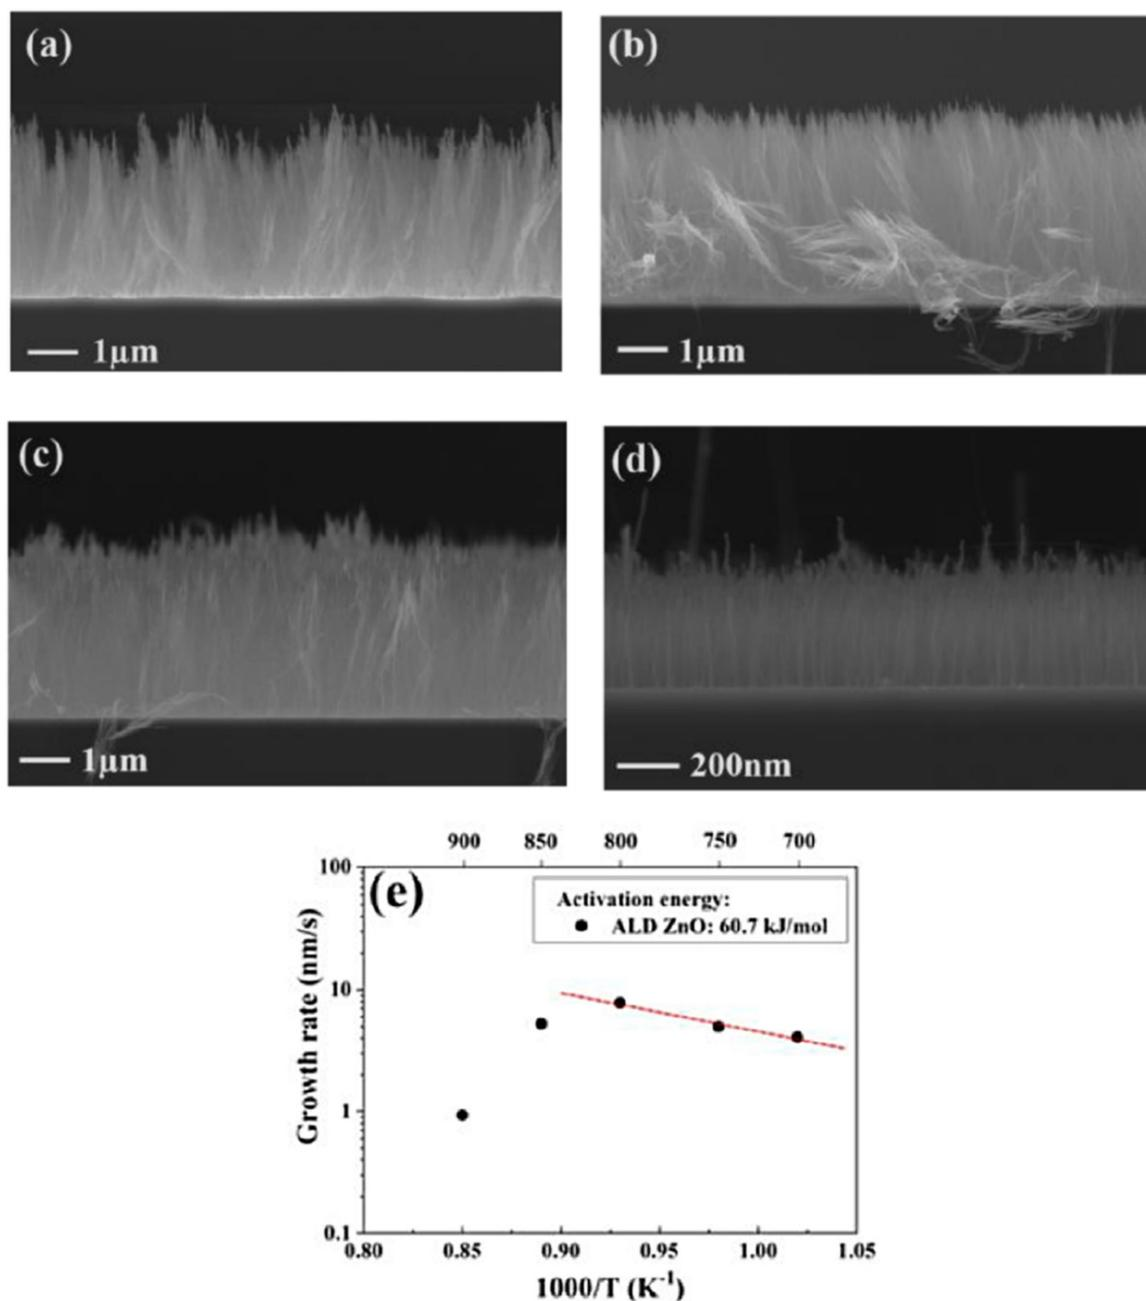 (a)
(b)
1μm
1μm
(c)
(d)
1μm
200nm
900 850 800 750 700
(e)
Activation energy:
ALD ZnO: 60.7 kJ/mol
100
10
1
0.1
Growth rate (nm/s)
0.80 0.85 0.90 0.95 1.00 1.05
1000/T (K⁻¹)